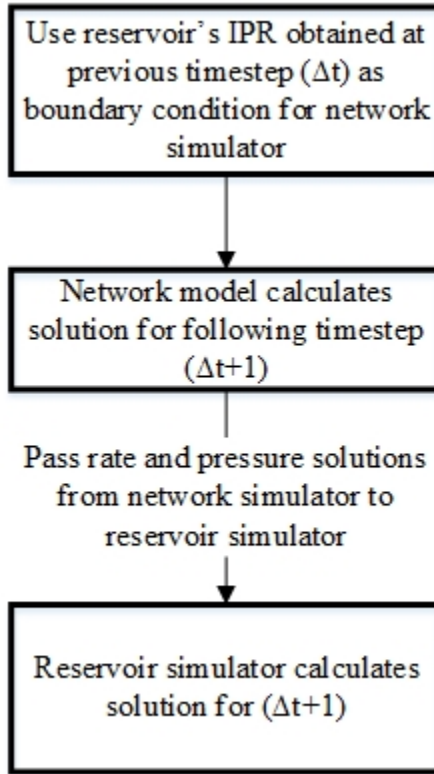 Use reservoir’s IPR obtained at
previous timestep (Δt) as
boundary condition for network
simulator
Network model calculates
solution for following timestep
(Δt+1)
Pass rate and pressure solutions
from network simulator to
reservoir simulator
Reservoir simulator calculates
solution for (Δt+1)